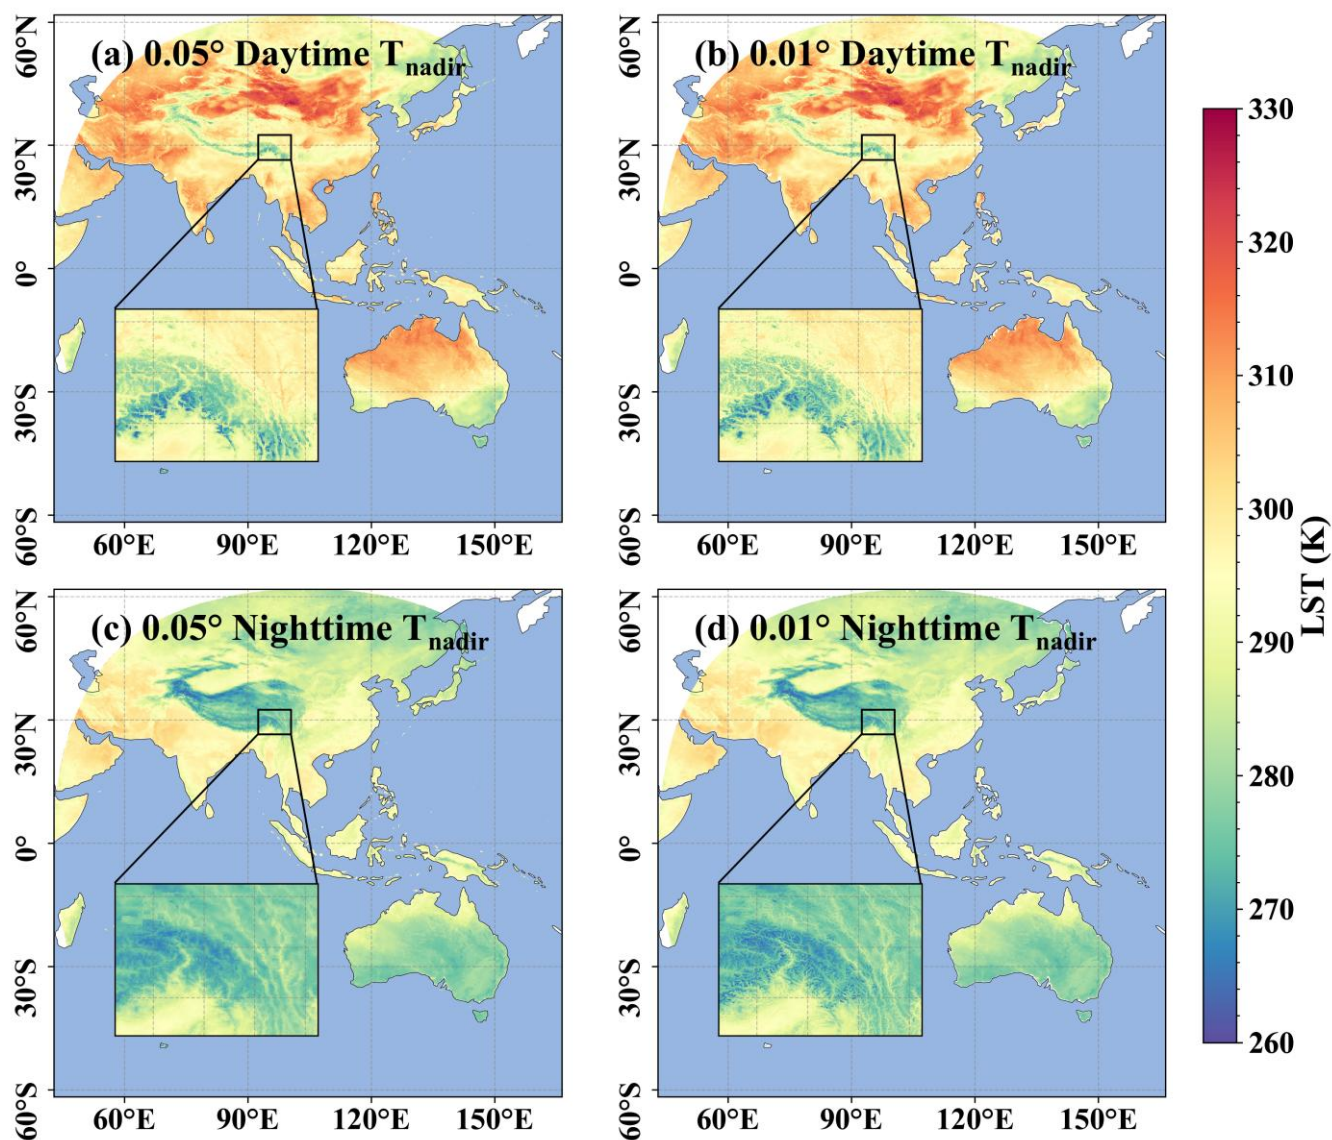 (a) 0.05° Daytime T_nadir
60°N
30°N
0°
30°S
60°S
60°E 90°E 120°E 150°E
(b) 0.01° Daytime T_nadir
60°N
30°N
0°
30°S
60°S
60°E 90°E 120°E 150°E
(c) 0.05° Nighttime T_nadir
60°N
30°N
0°
30°S
60°S
60°E 90°E 120°E 150°E
(d) 0.01° Nighttime T_nadir
60°N
30°N
0°
30°S
60°S
60°E 90°E 120°E 150°E
330
320
310
300
290
280
270
260
LST (K)